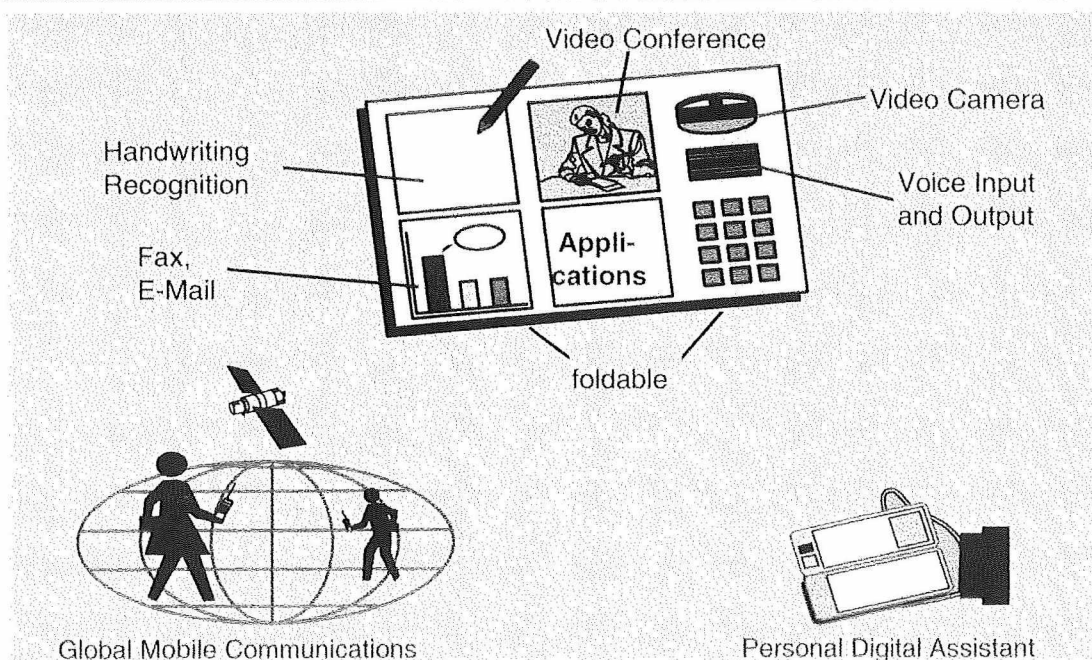 Video Conference
Video Camera
Handwriting
Recognition
Voice Input
and Output
Fax,
E-Mail
Appli-
cations
foldable
Global Mobile Communications
Personal Digital Assistant